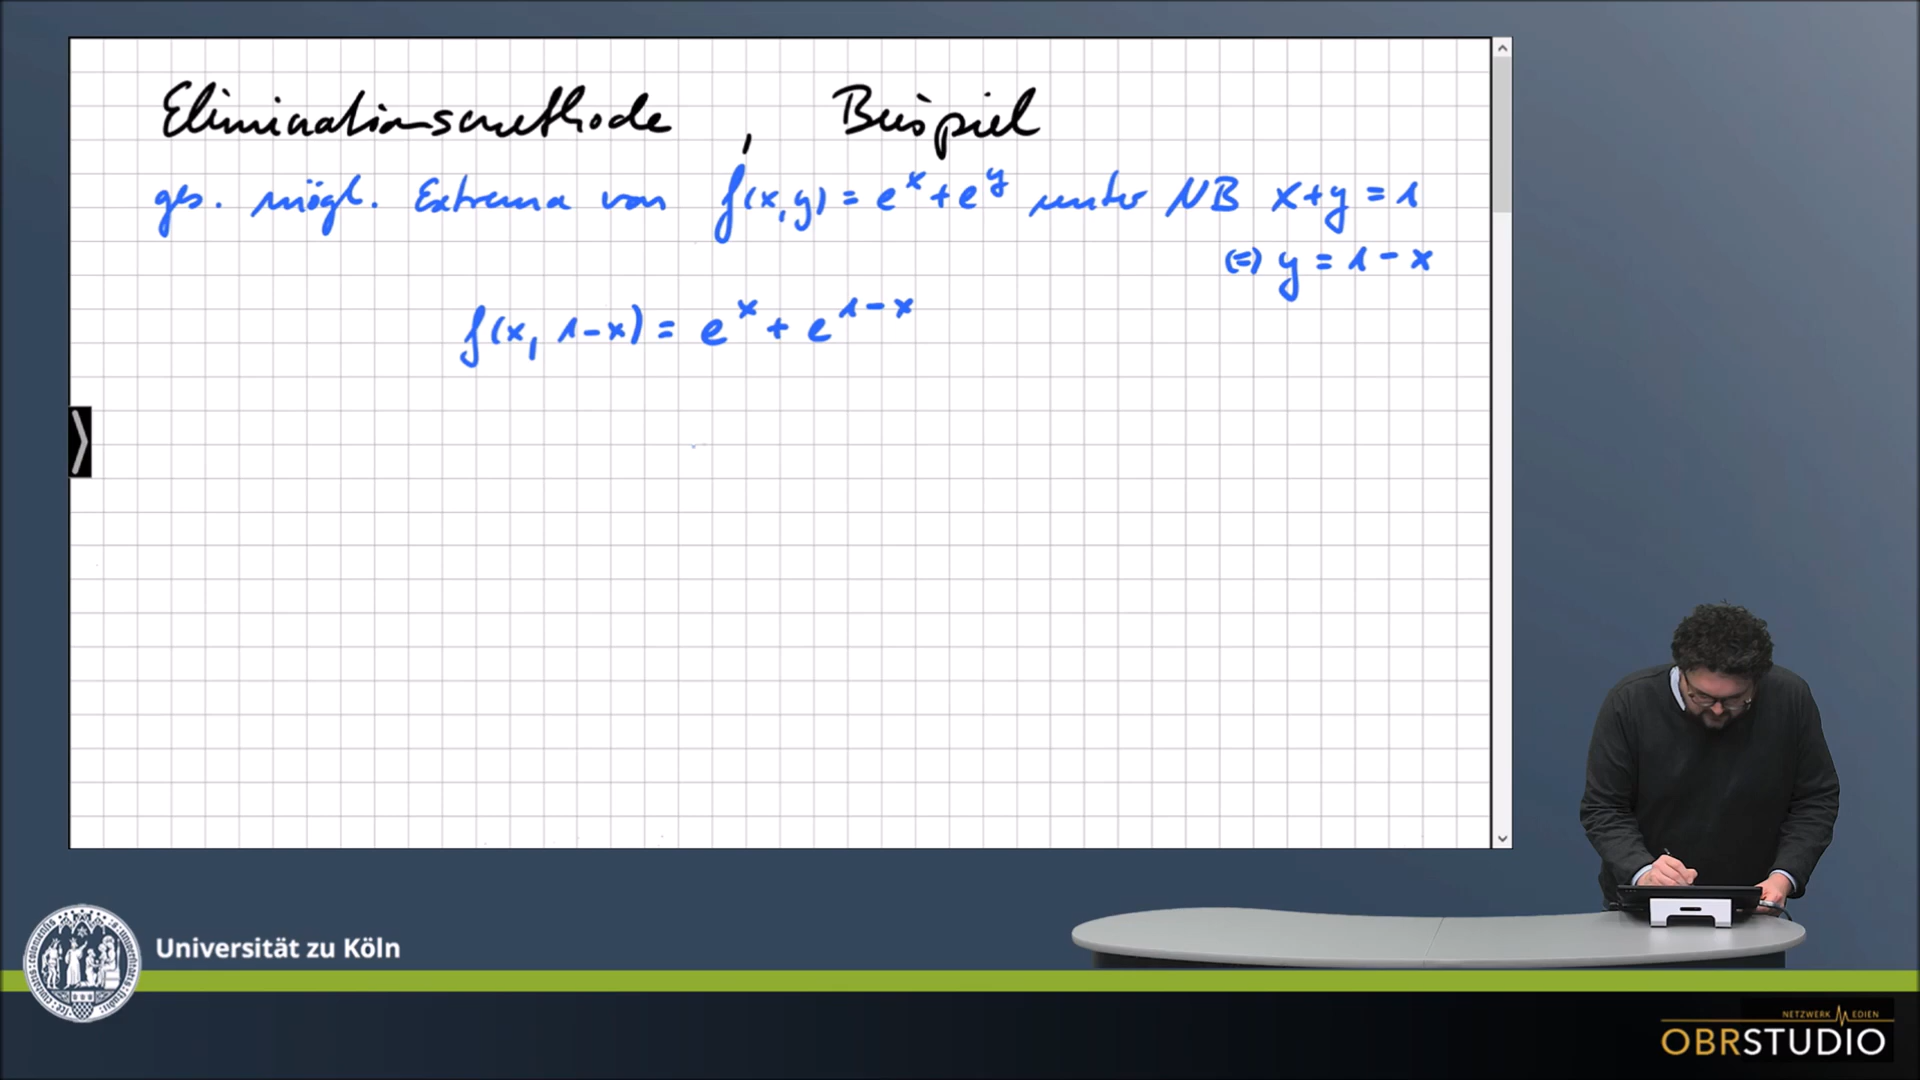 Eliminationsmethode, Beispiel
ges. mögl. Extrema von f(x,y) = e^x + e^y unter NB x+y = 1
(=) y = 1 - x
f(x, 1-x) = e^x + e^(1-x)
Universität zu Köln
NETZWERK MEDIEN
OBRSTUDIO